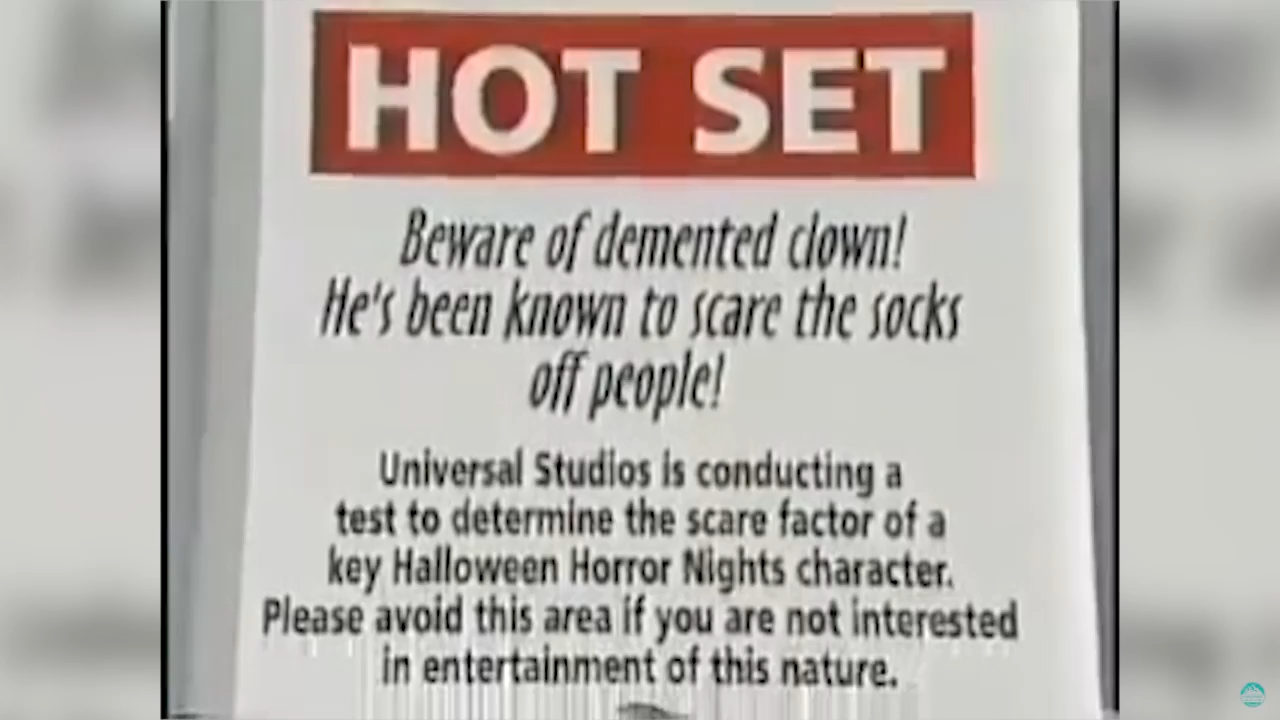 HOT SET
Beware of demented clown!
He's been known to scare the socks
off people!
Universal Studios is conducting a
test to determine the scare factor of a
key Halloween Horror Nights character.
Please avoid this area if you are not interested
in entertainment of this nature.